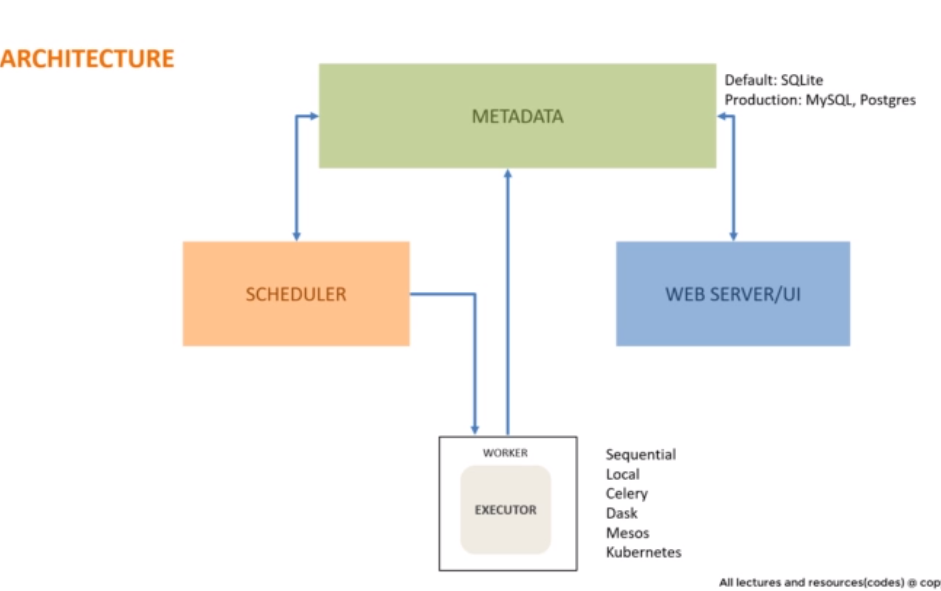 ARCHITECTURE
METADATA
Default: SQLite
Production: MySQL, Postgres
SCHEDULER
WEB SERVER/UI
WORKER
EXECUTOR
Sequential
Local
Celery
Dask
Mesos
Kubernetes
All lectures and resources(codes) @ cop